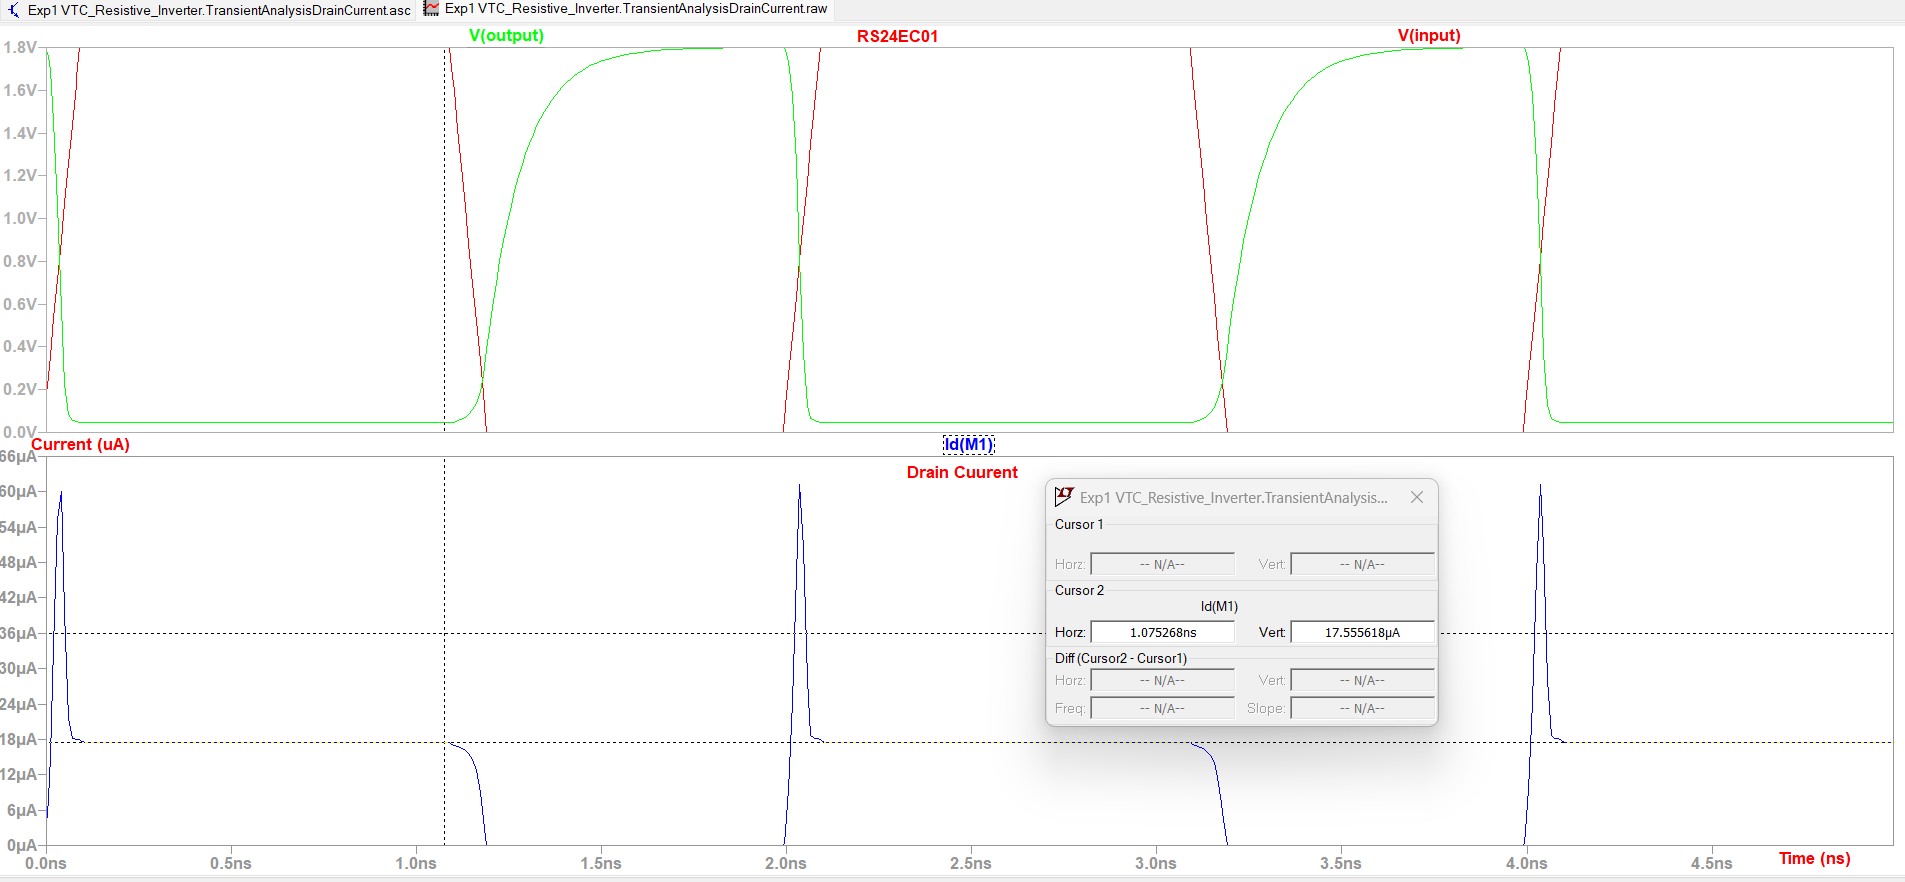 Exp1 VTC_Resistive_Inverter.TransientAnalysisDrainCurrent.asc
Exp1 VTC_Resistive_Inverter.TransientAnalysisDrainCurrent.raw
V(output) RS24EC01 V(input)
1.8V
1.6V
1.4V
1.2V
1.0V
0.8V
0.6V
0.4V
0.2V
0.0V
Current (uA) Id(M1)
Drain Cuurent
66µA
60µA
54µA
48µA
42µA
36µA
30µA
24µA
18µA
12µA
6µA
0µA
Exp1 VTC_Resistive_Inverter.TransientAnalysis...
Cursor 1
Horz: -- N/A-- Vert: -- N/A--
Cursor 2
Id(M1)
Horz: 1.075268ns Vert: 17.555618µA
Diff (Cursor2 - Cursor1)
Horz: -- N/A-- Vert: -- N/A--
Freq: -- N/A-- Slope: -- N/A--
0.0ns 0.5ns 1.0ns 1.5ns 2.0ns 2.5ns 3.0ns 3.5ns 4.0ns 4.5ns Time (ns)